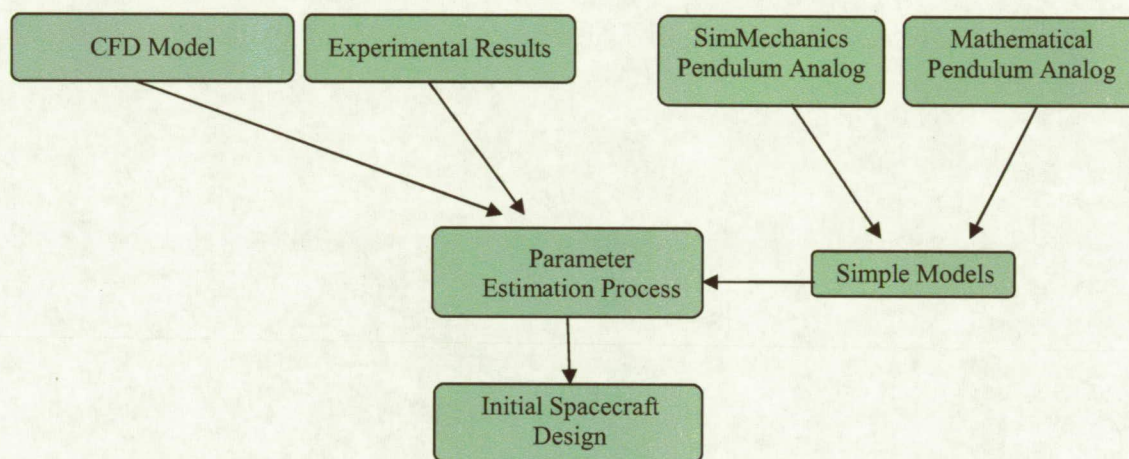 CFD Model
Experimental Results
SimMechanics
Pendulum Analog
Mathematical
Pendulum Analog
Parameter
Estimation Process
Simple Models
Initial Spacecraft
Design